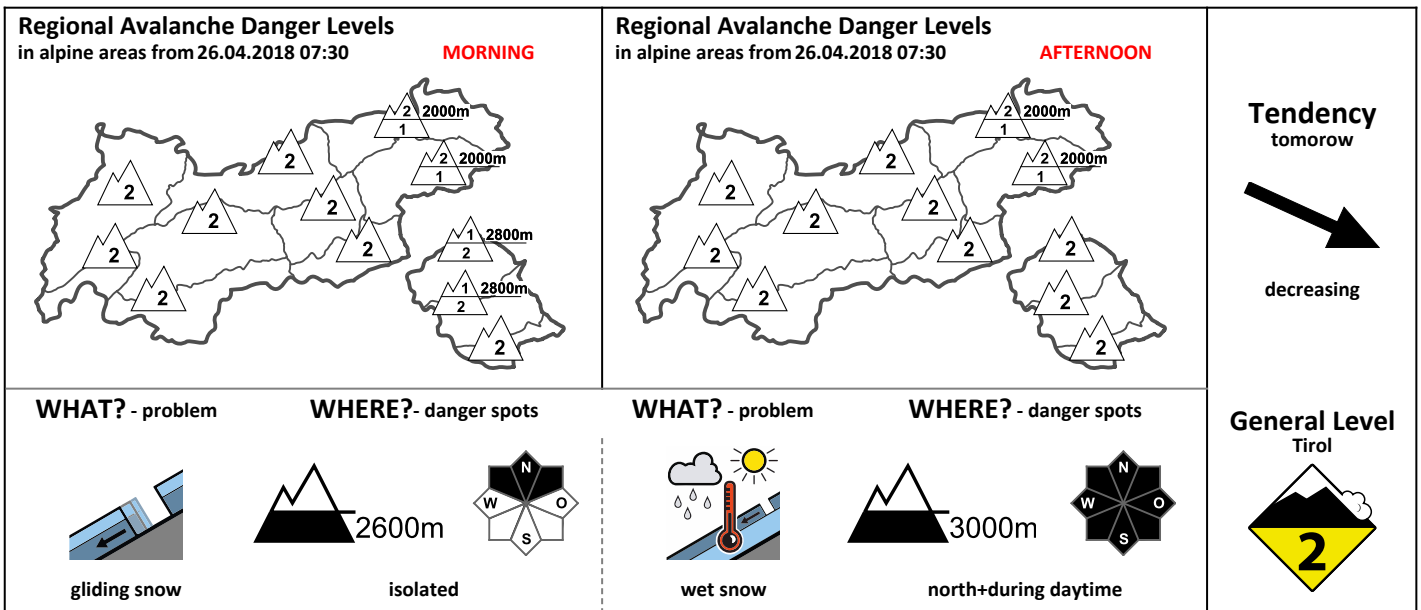 Regional Avalanche Danger Levels
in alpine areas from 26.04.2018 07:30 MORNING
2 2000m
1
2
2
2 2000m
1
2
2
2
2
2
1 2800m
2
2
1 2800m
2
2
Regional Avalanche Danger Levels
in alpine areas from 26.04.2018 07:30 AFTERNOON
2 2000m
1
2
2
2 2000m
1
2
2
2
2
2
2
2
2
2
Tendency
tomorow
decreasing
WHAT? - problem
gliding snow
WHERE? - danger spots
2600m
N
W O
S
isolated
WHAT? - problem
wet snow
WHERE? - danger spots
3000m
N
W O
S
north+during daytime
General Level
Tirol
2